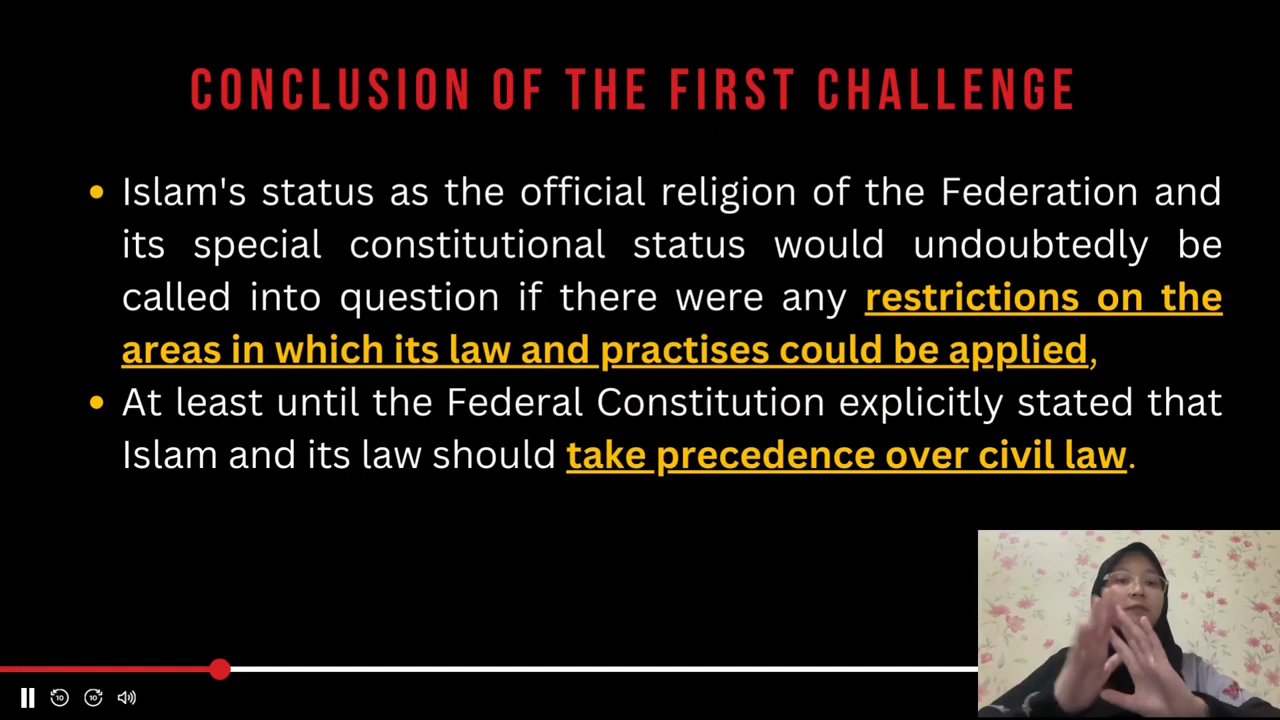 CONCLUSION OF THE FIRST CHALLENGE
Islam's status as the official religion of the Federation and
its special constitutional status would undoubtedly be
called into question if there were any restrictions on the
areas in which its law and practises could be applied,
At least until the Federal Constitution explicitly stated that
Islam and its law should take precedence over civil law.
10 10